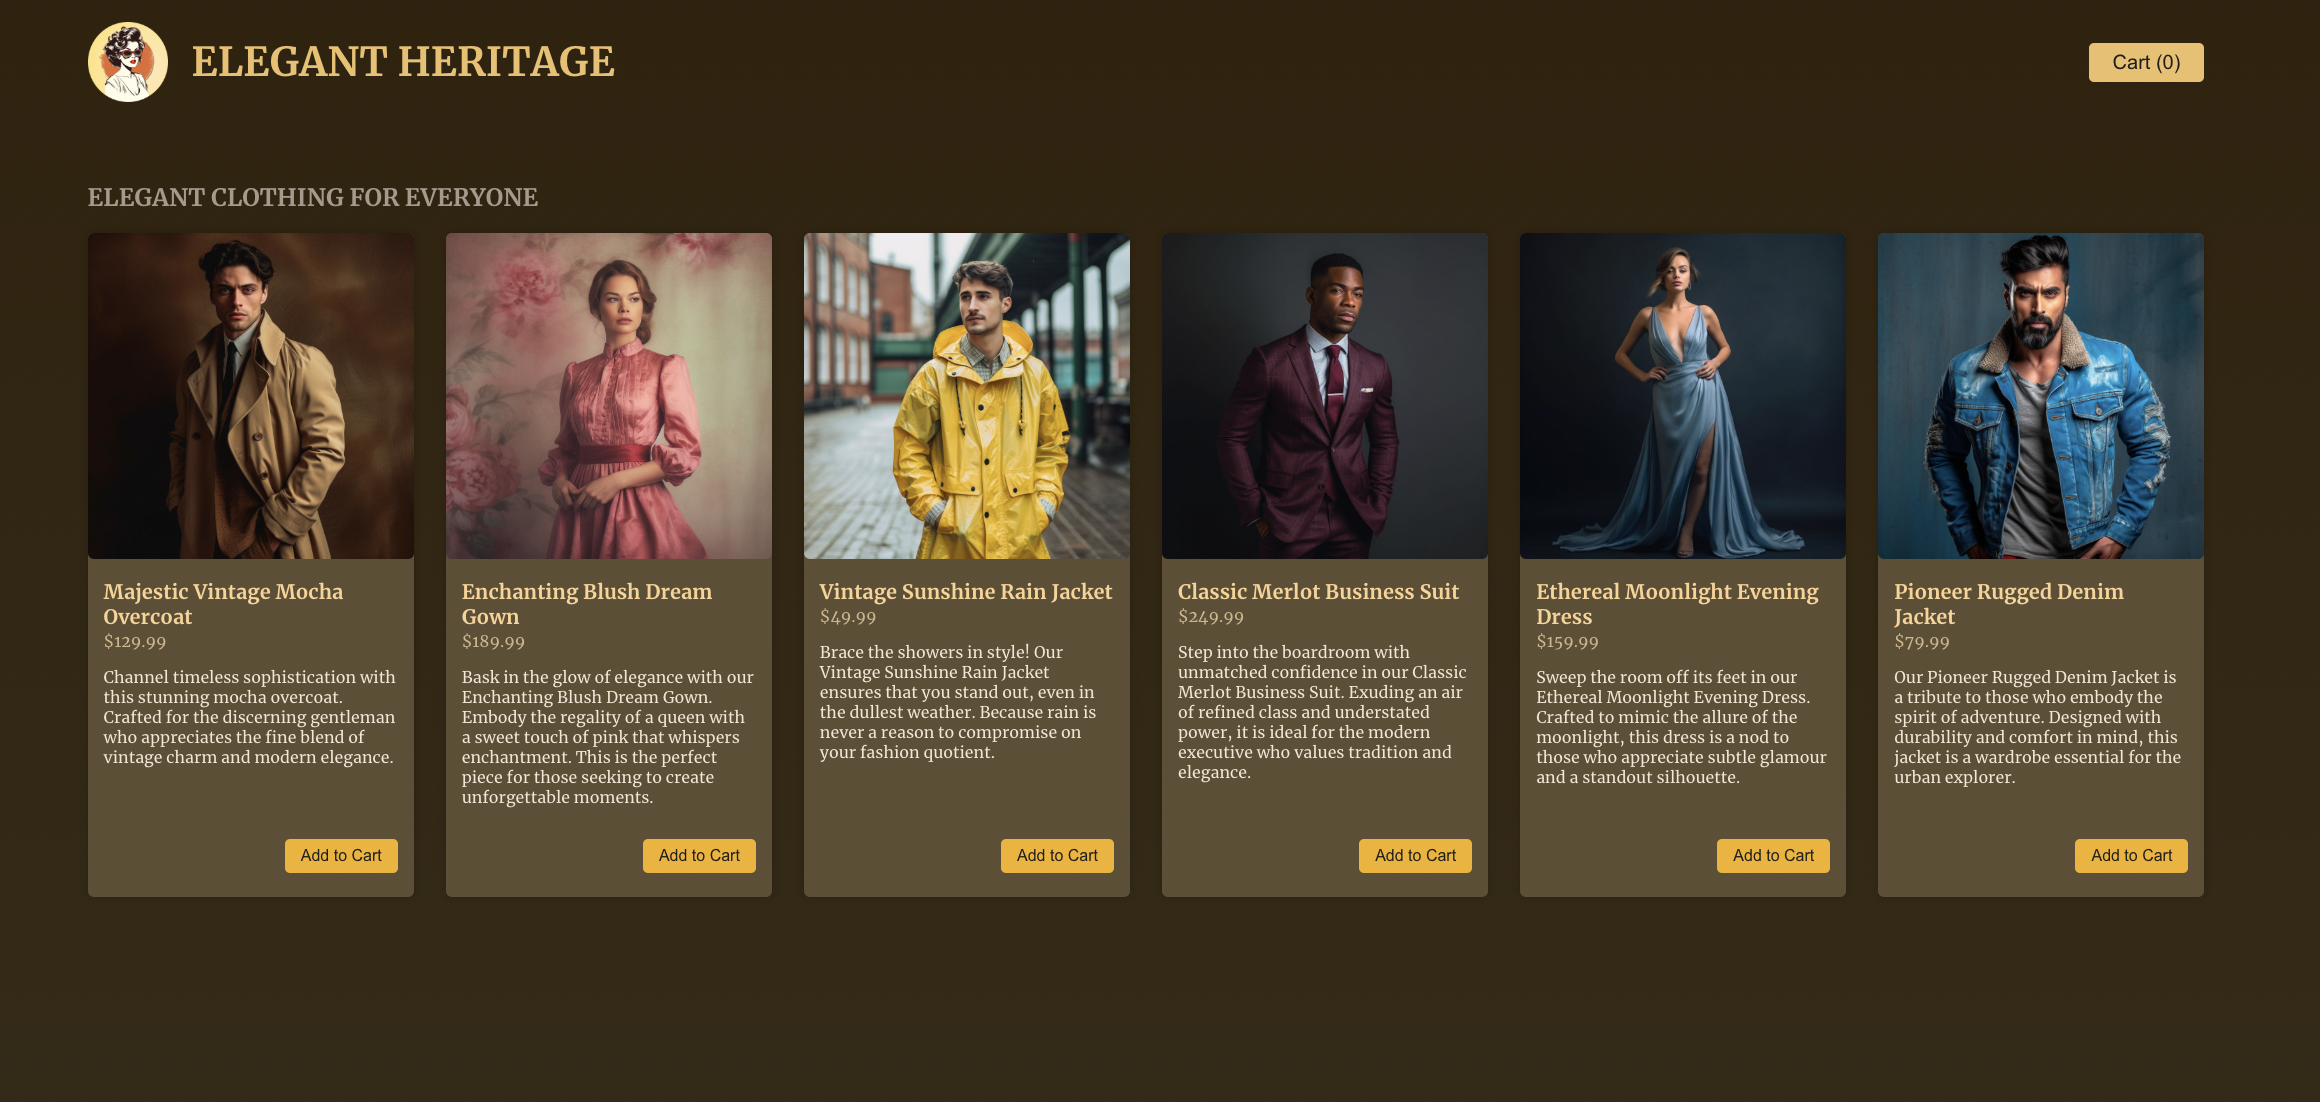 ELEGANT HERITAGE
Cart (0)
ELEGANT CLOTHING FOR EVERYONE
Majestic Vintage Mocha
Overcoat
$129.99
Channel timeless sophistication with
this stunning mocha overcoat.
Crafted for the discerning gentleman
who appreciates the fine blend of
vintage charm and modern elegance.
Add to Cart
Enchanting Blush Dream
Gown
$189.99
Bask in the glow of elegance with our
Enchanting Blush Dream Gown.
Embody the regality of a queen with
a sweet touch of pink that whispers
enchantment. This is the perfect
piece for those seeking to create
unforgettable moments.
Add to Cart
Vintage Sunshine Rain Jacket
$49.99
Brace the showers in style! Our
Vintage Sunshine Rain Jacket
ensures that you stand out, even in
the dullest weather. Because rain is
never a reason to compromise on
your fashion quotient.
Add to Cart
Classic Merlot Business Suit
$249.99
Step into the boardroom with
unmatched confidence in our Classic
Merlot Business Suit. Exuding an air
of refined class and understated
power, it is ideal for the modern
executive who values tradition and
elegance.
Add to Cart
Ethereal Moonlight Evening
Dress
$159.99
Sweep the room off its feet in our
Ethereal Moonlight Evening Dress.
Crafted to mimic the allure of the
moonlight, this dress is a nod to
those who appreciate subtle glamour
and a standout silhouette.
Add to Cart
Pioneer Rugged Denim
Jacket
$79.99
Our Pioneer Rugged Denim Jacket is
a tribute to those who embody the
spirit of adventure. Designed with
durability and comfort in mind, this
jacket is a wardrobe essential for the
urban explorer.
Add to Cart